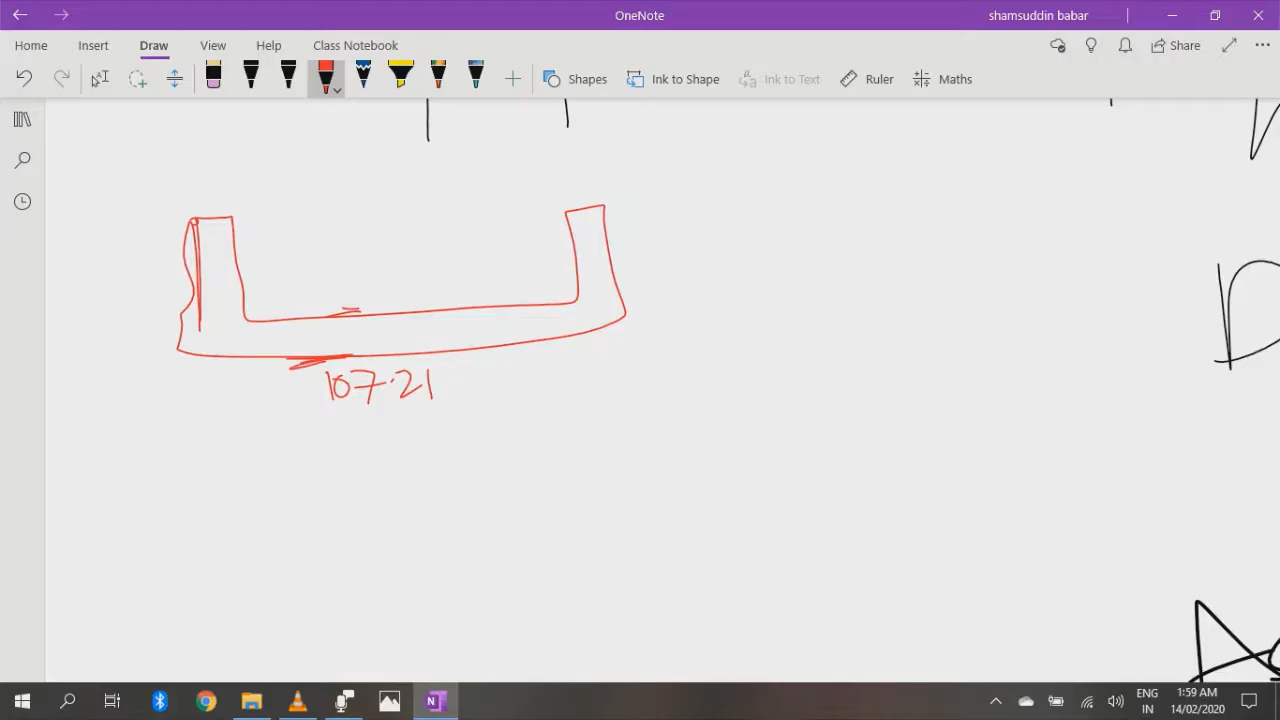 OneNote
shamsuddin babar
Home Insert Draw View Help Class Notebook
Share
Shapes
Ink to Shape
Ink to Text
Ruler
Maths
107.21
ENG
IN
1:59 AM
14/02/2020